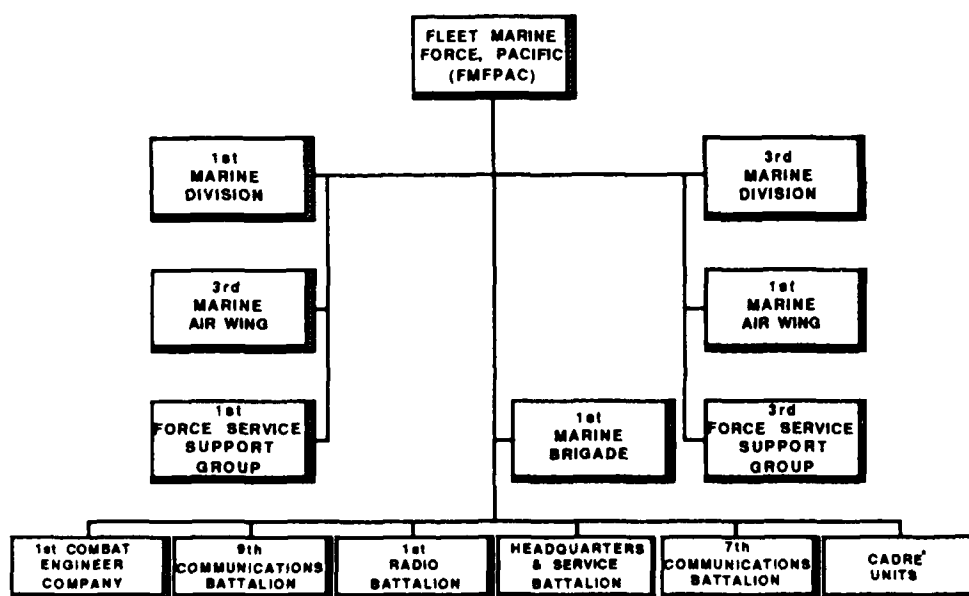 FLEET MARINE
FORCE, PACIFIC
(FMFPAC)
1st
MARINE
DIVISION
3rd
MARINE
DIVISION
3rd
MARINE
AIR WING
1st
MARINE
AIR WING
1st
FORCE SERVICE
SUPPORT
GROUP
1st
MARINE
BRIGADE
3rd
FORCE SERVICE
SUPPORT
GROUP
1st COMBAT
ENGINEER
COMPANY
9th
COMMUNICATIONS
BATTALION
1st
RADIO
BATTALION
HEADQUARTERS
& SERVICE
BATTALION
7th
COMMUNICATIONS
BATTALION
CADRE'
UNITS